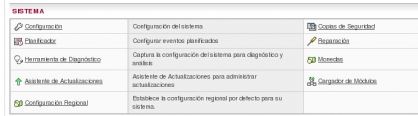 SISTEMA
Configuración Configuración del sistema Copias de Seguridad
Planificador Configurar eventos planificados Reparación
Herramienta de Diagnóstico Captura la configuración del sistema para diagnóstico y análisis Monedas
Asistente de Actualizaciones Asistente de Actualizaciones para administrar actualizaciones Cargador de Módulos
Configuración Regional Establece la configuración regional por defecto para su sistema.